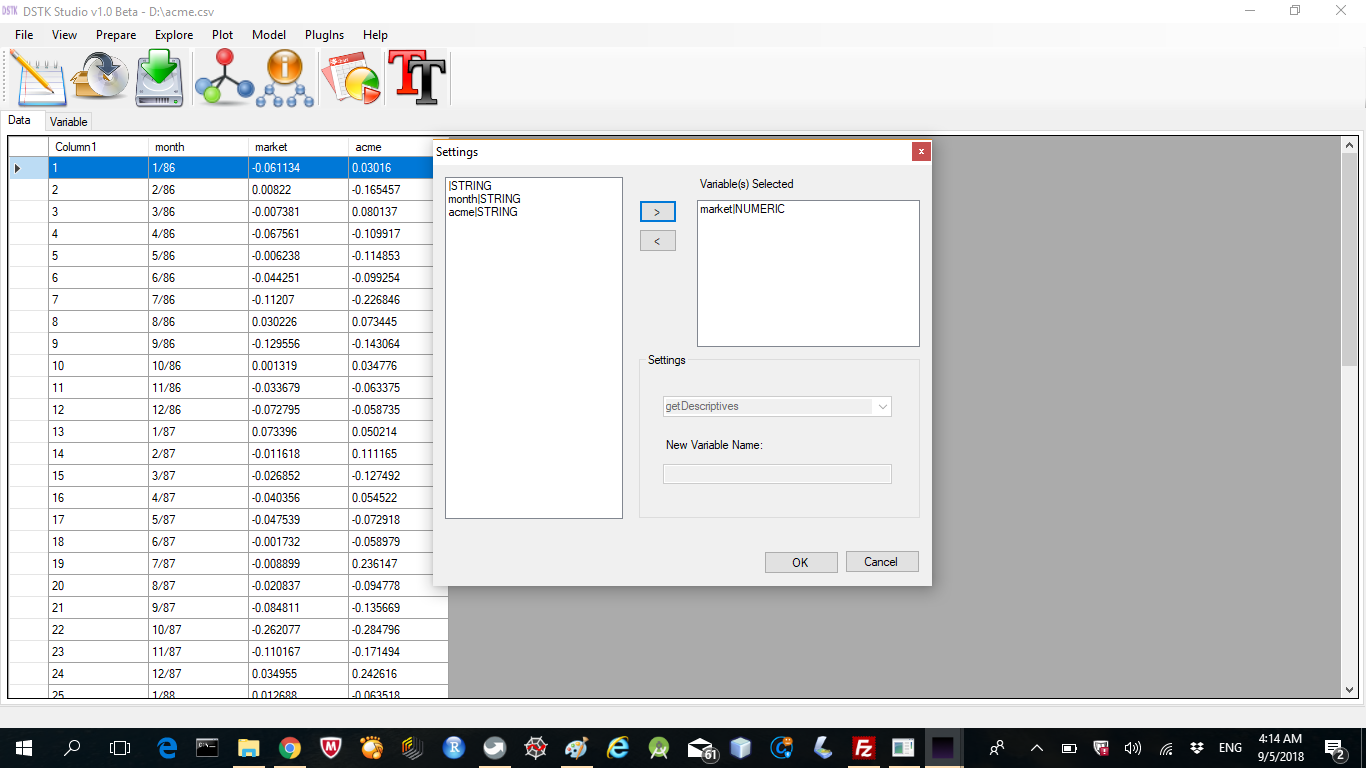 DSTK DSTK Studio v1.0 Beta - D:\acme.csv
File View Prepare Explore Plot Model PlugIns Help
Data Variable
Column1 month market acme
1 1/86 -0.061134 0.03016
2 2/86 0.00822 -0.165457
3 3/86 -0.007381 0.080137
4 4/86 -0.067561 -0.109917
5 5/86 -0.006238 -0.114853
6 6/86 -0.044251 -0.099254
7 7/86 -0.11207 -0.226846
8 8/86 0.030226 0.073445
9 9/86 -0.129556 -0.143064
10 10/86 0.001319 0.034776
11 11/86 -0.033679 -0.063375
12 12/86 -0.072795 -0.058735
13 1/87 0.073396 0.050214
14 2/87 -0.011618 0.111165
15 3/87 -0.026852 -0.127492
16 4/87 -0.040356 0.054522
17 5/87 -0.047539 -0.072918
18 6/87 -0.001732 -0.058979
19 7/87 -0.008899 0.236147
20 8/87 -0.020837 -0.094778
21 9/87 -0.084811 -0.135669
22 10/87 -0.262077 -0.284796
23 11/87 -0.110167 -0.171494
24 12/87 0.034955 0.242616
25 1/88 0.012688 -0.063518
Settings x
|STRING
month|STRING
acme|STRING
>
<
Variable(s) Selected
market|NUMERIC
Settings
getDescriptives
New Variable Name:
OK Cancel
61
ENG
4:14 AM
9/5/2018
2